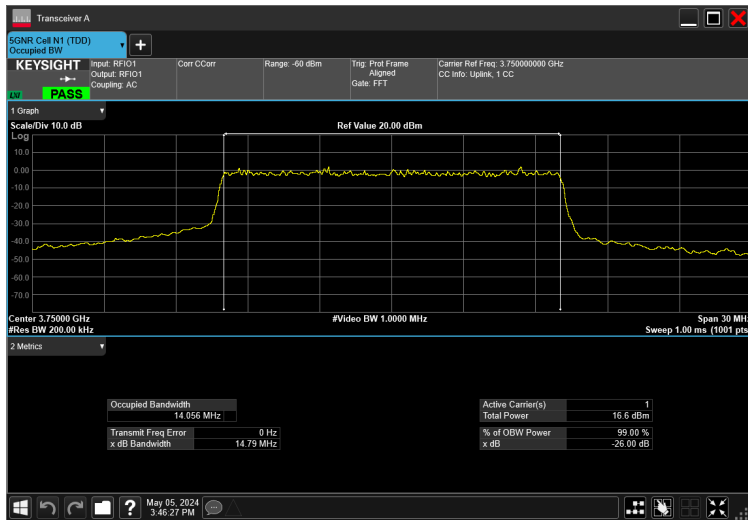 Transceiver A
5GNR Cell N1 (TDD)
Occupied BW
+
KEYSIGHT
LXI
PASS
Input: RFIO1
Output: RFIO1
Coupling: AC
Corr CCorr
Range: -60 dBm
Trig: Prot Frame
Aligned
Gate: FFT
Carrier Ref Freq: 3.750000000 GHz
CC Info: Uplink, 1 CC
1 Graph
Scale/Div 10.0 dB
Ref Value 20.00 dBm
Log
10.0
0.00
-10.0
-20.0
-30.0
-40.0
-50.0
-60.0
-70.0
Center 3.75000 GHz
#Video BW 1.0000 MHz
Span 30 MH
#Res BW 200.00 kHz
Sweep 1.00 ms (1001 pts
2 Metrics
Occupied Bandwidth
14.056 MHz
Transmit Freq Error 0 Hz
x dB Bandwidth 14.79 MHz
Active Carrier(s) 1
Total Power 16.6 dBm
% of OBW Power 99.00 %
x dB -26.00 dB
?
May 05, 2024
3:46:27 PM